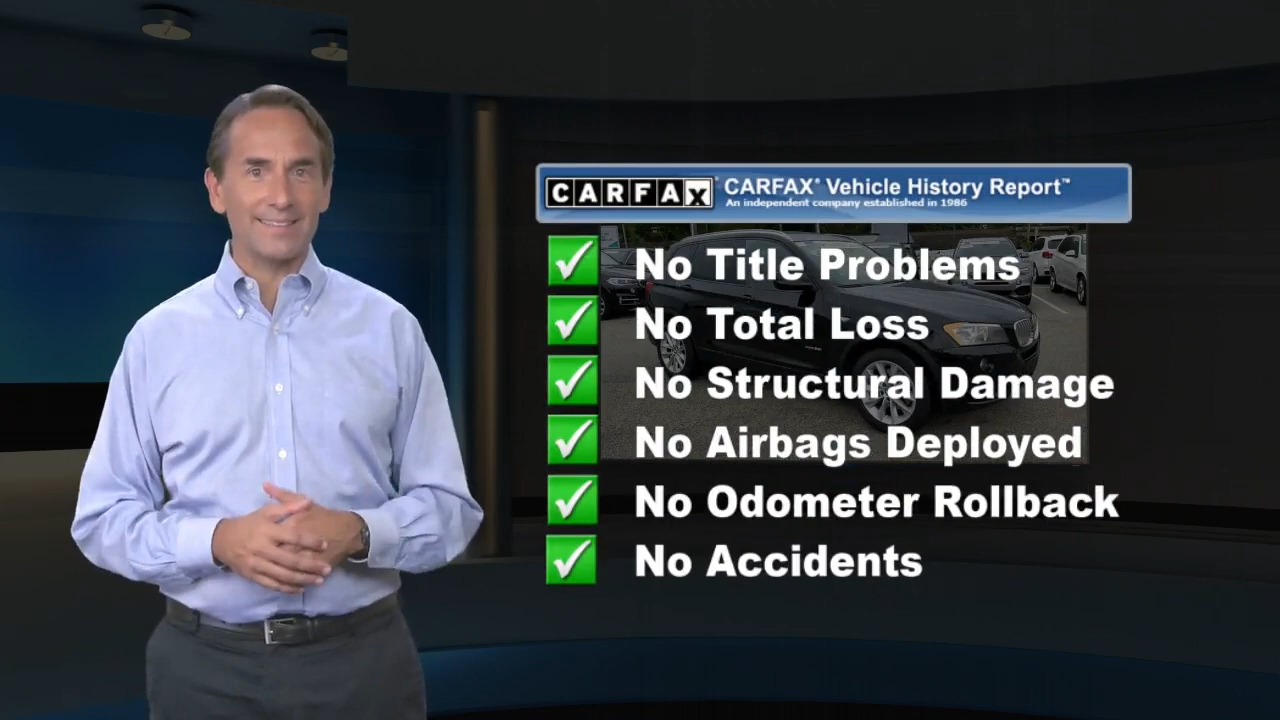 CARFAX® CARFAX® Vehicle History Report™
An independent company established in 1986
No Title Problems
No Total Loss
No Structural Damage
No Airbags Deployed
No Odometer Rollback
No Accidents